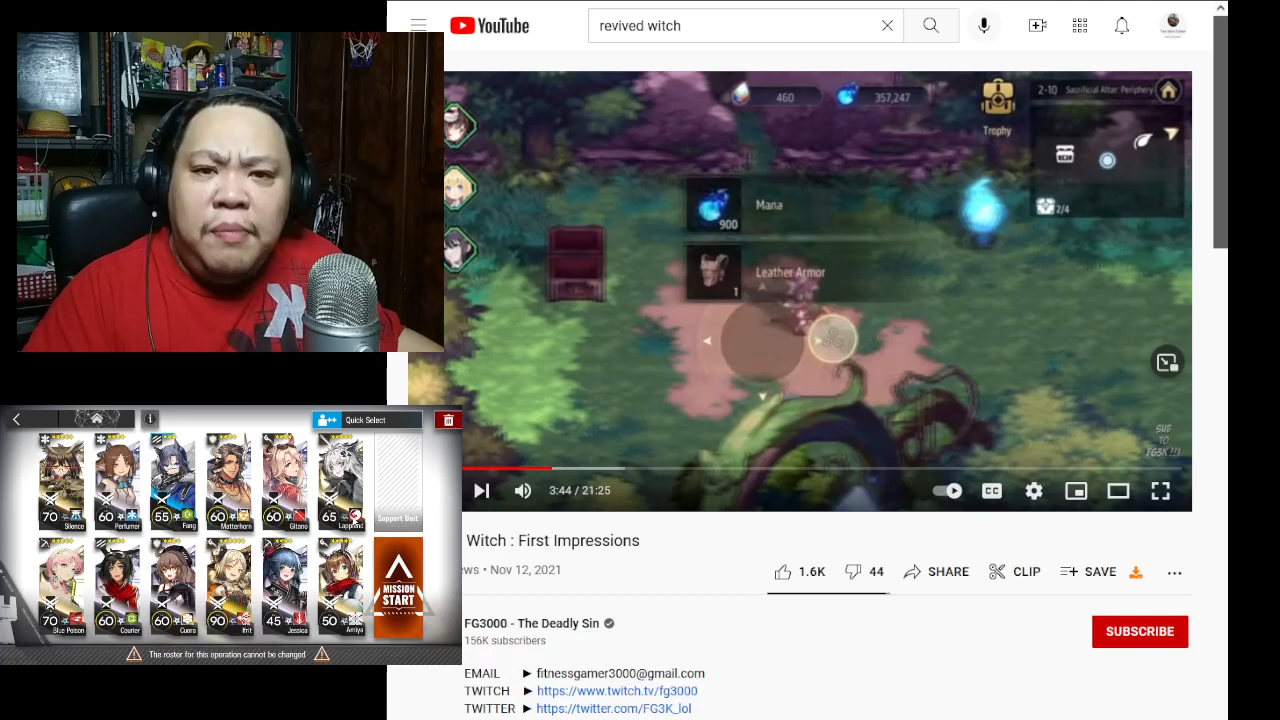 YouTube
revived witch
460
357,247
2-10 Sacrificial Altar: Periphery
Trophy
2/4
Mana
900
Leather Armor
1
SUB
TO
FG3K !!!
3:44 / 21:25
CC
Witch : First Impressions
ews • Nov 12, 2021
1.6K
44
SHARE
CLIP
SAVE
FG3000 - The Deadly Sin
156K subscribers
SUBSCRIBE
EMAIL ► fitnessgamer3000@gmail.com
TWITCH ► https://www.twitch.tv/fg3000
TWITTER ► https://twitter.com/FG3K_lol
Quick Select
70 Silence
60 Perfumer
55 Fang
60 Matterhorn
60 Gitano
65 Lappland
Support Unit
70 Blue Poison
60 Courier
60 Cuora
90 Ifrit
45 Jessica
50 Amiya
MISSION
START
The roster for this operation cannot be changed